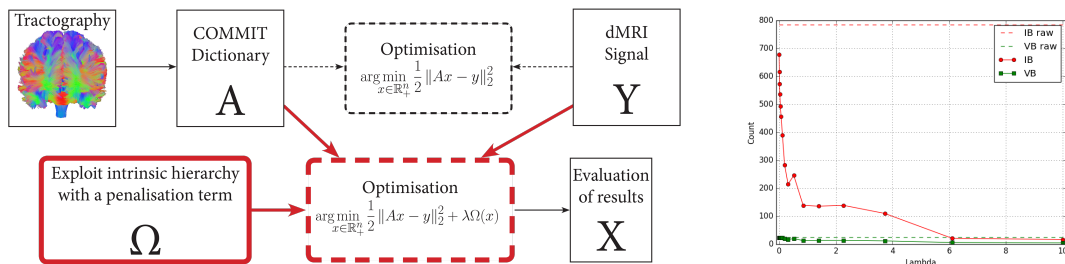 Tractography
COMMIT
Dictionary
A
Optimisation
arg min 1/2 ||Ax − y||₂²
x∈ℝ₊ⁿ
dMRI
Signal
Y
Exploit intrinsic hierarchy
with a penalisation term
Ω
Optimisation
arg min 1/2 ||Ax − y||₂² + λΩ(x)
x∈ℝ₊ⁿ
Evaluation
of results
X
800
700
600
500
400
300
200
100
0
Count
0
2
4
6
8
10
Lambda
IB raw
VB raw
IB
VB